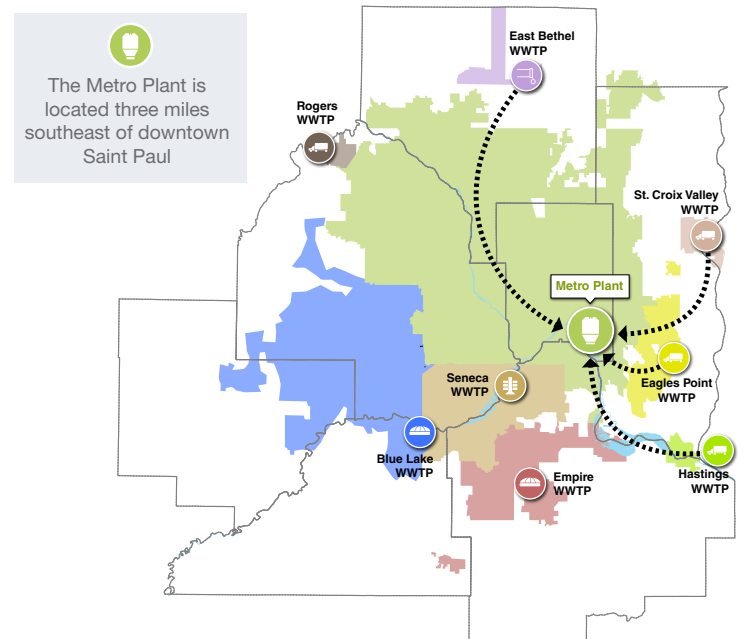 The Metro Plant is
located three miles
southeast of downtown
Saint Paul
East Bethel
WWTP
Rogers
WWTP
St. Croix Valley
WWTP
Metro Plant
Seneca
WWTP
Eagles Point
WWTP
Blue Lake
WWTP
Empire
WWTP
Hastings
WWTP